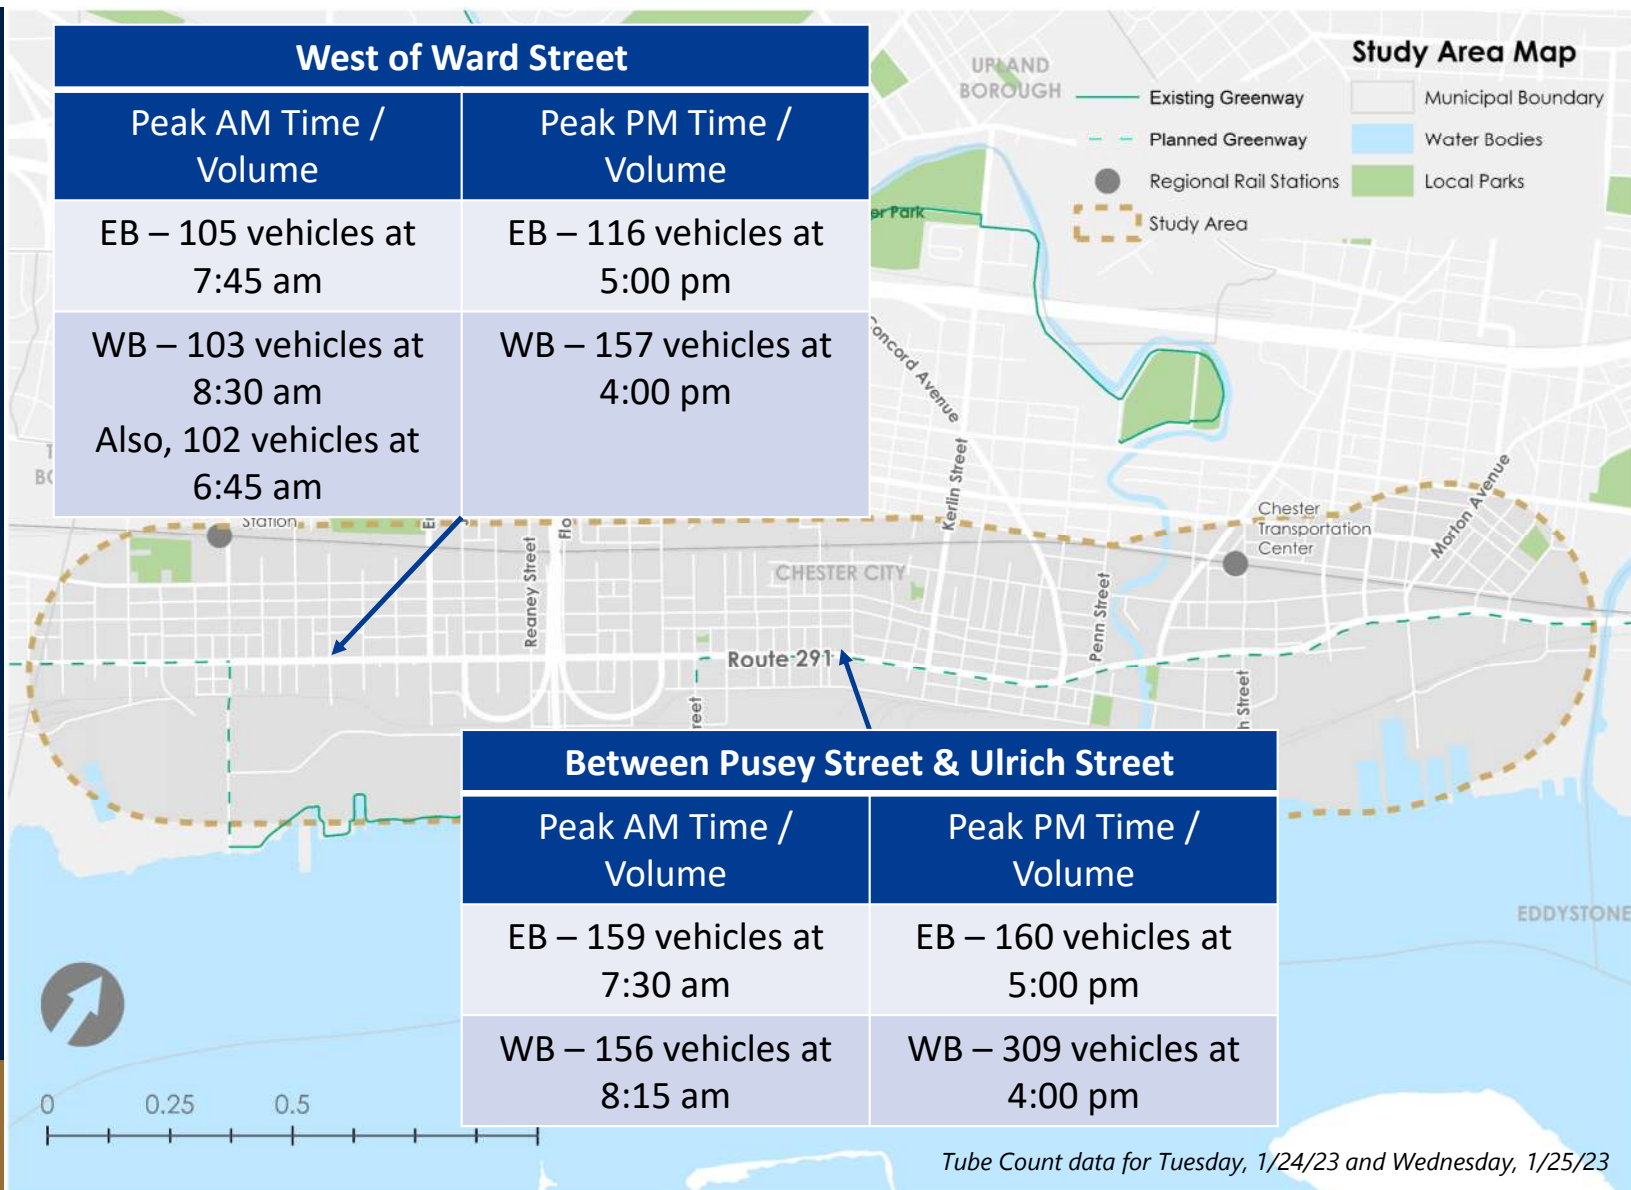 West of Ward Street
Peak AM Time /
Volume
Peak PM Time /
Volume
EB – 105 vehicles at
7:45 am
EB – 116 vehicles at
5:00 pm
WB – 103 vehicles at
8:30 am
Also, 102 vehicles at
6:45 am
WB – 157 vehicles at
4:00 pm
Study Area Map
Existing Greenway
Planned Greenway
Regional Rail Stations
Study Area
Municipal Boundary
Water Bodies
Local Parks
UPLAND
BOROUGH
er Park
oncord Avenue
Kerlin Street
Morton Avenue
Station
Chester
Transportation
Center
Reaney Street
Flo
CHESTER CITY
Penn Street
Route 291
reet
h Street
Between Pusey Street & Ulrich Street
Peak AM Time /
Volume
Peak PM Time /
Volume
EB – 159 vehicles at
7:30 am
EB – 160 vehicles at
5:00 pm
WB – 156 vehicles at
8:15 am
WB – 309 vehicles at
4:00 pm
EDDYSTONE
0 0.25 0.5
Tube Count data for Tuesday, 1/24/23 and Wednesday, 1/25/23